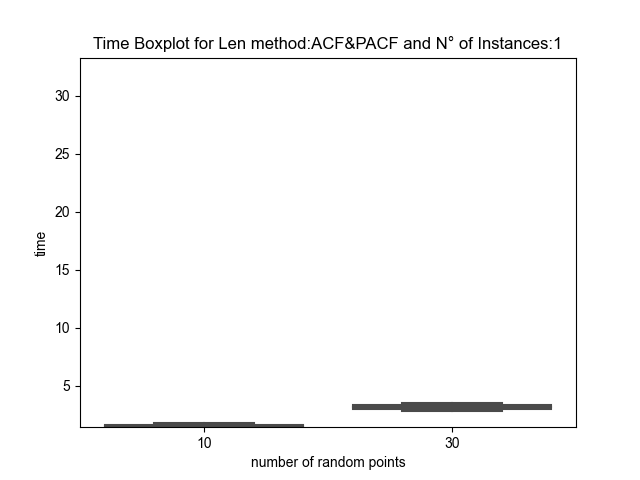 Time Boxplot for Len method:ACF&PACF and N° of Instances:1
30
25
20
15
10
5
time
10 30
number of random points